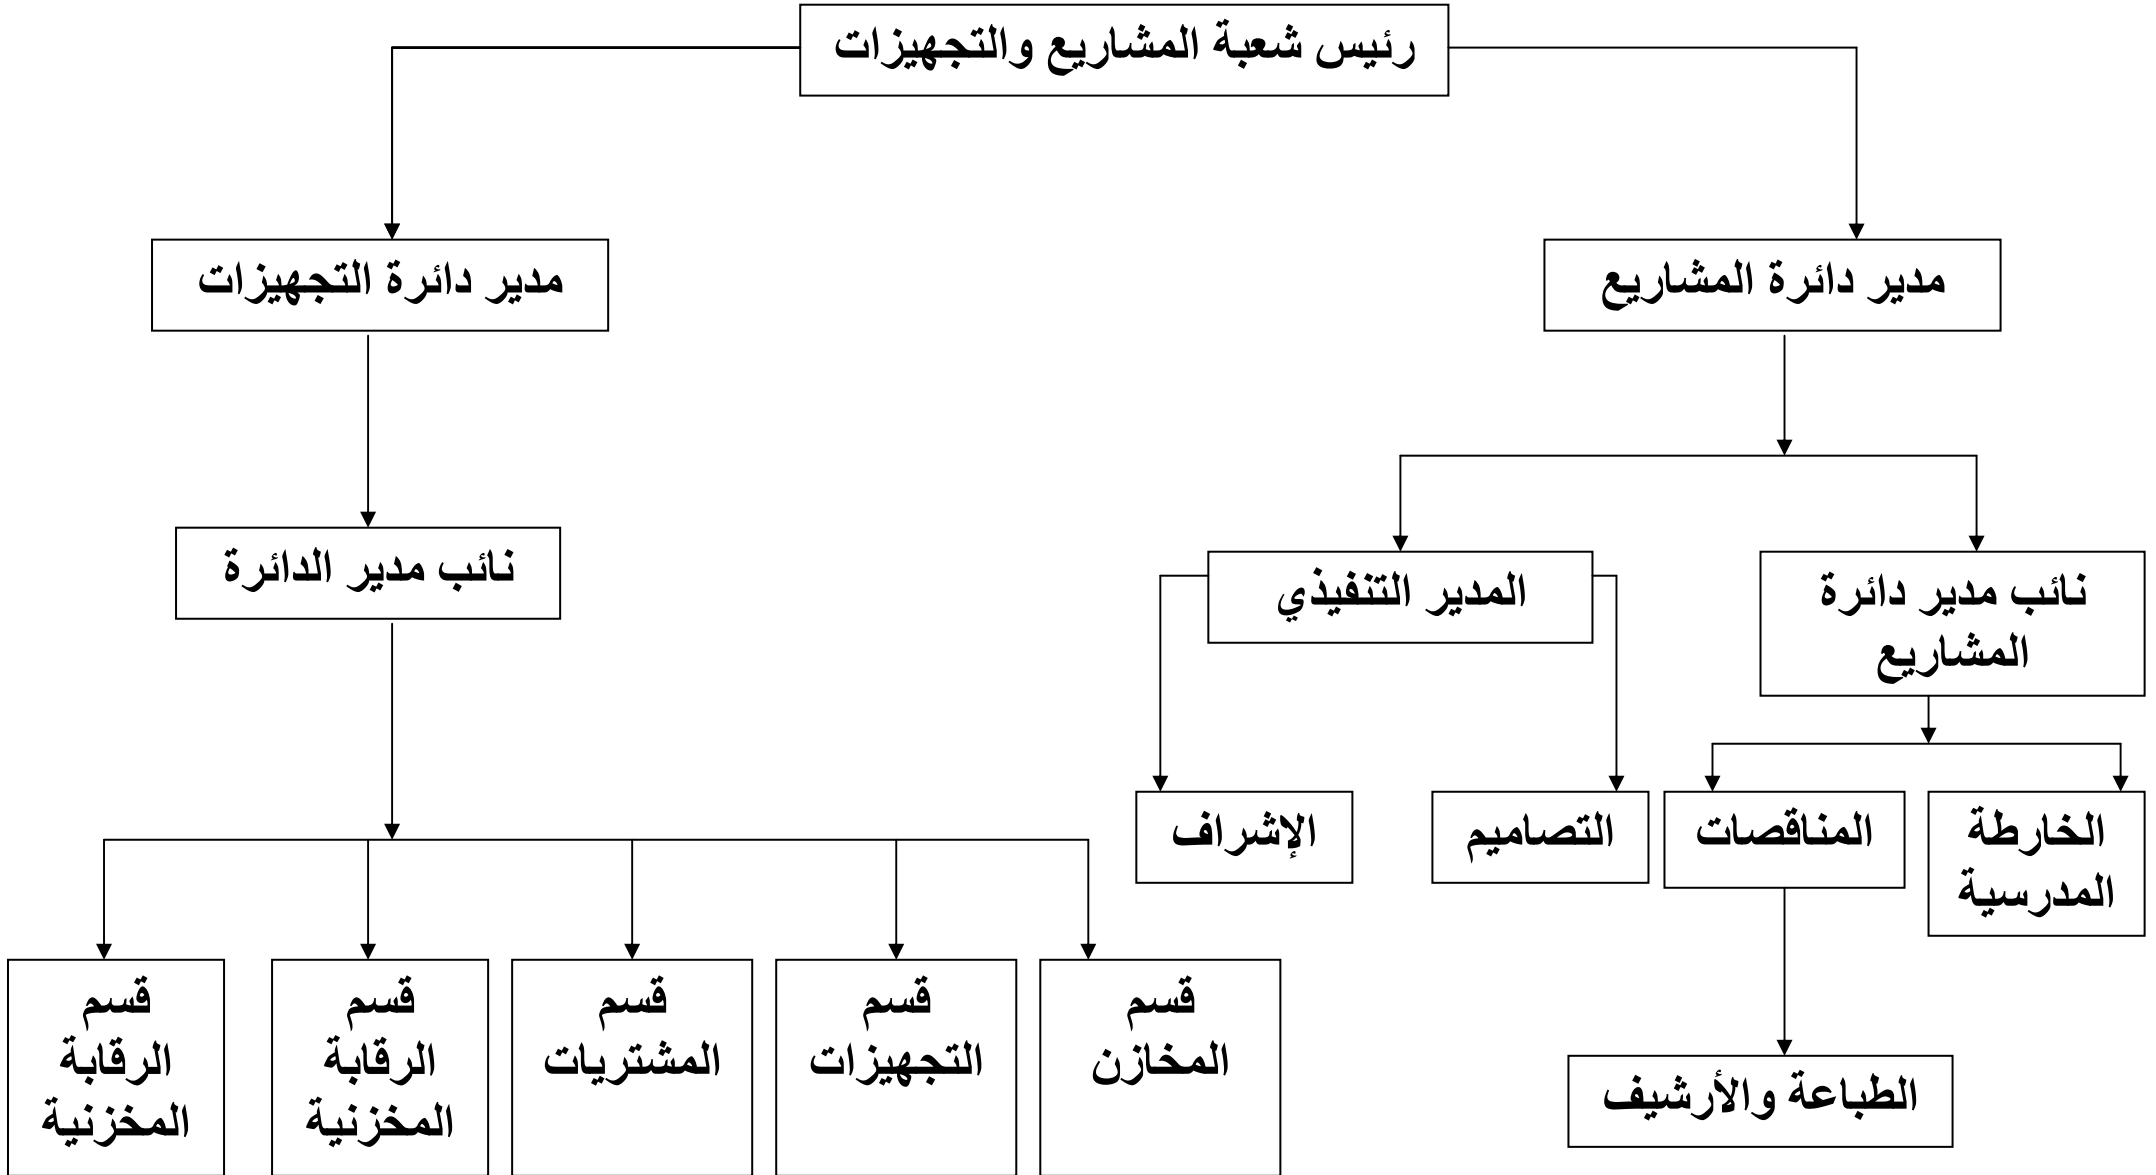 رئيس شعبة المشاريع والتجهيزات
مدير دائرة المشاريع
مدير دائرة التجهيزات
نائب مدير دائرة
المشاريع
المدير التنفيذي
نائب مدير الدائرة
الخارطة
المدرسية
المناقصات
التصاميم
الإشراف
الطباعة والأرشيف
قسم
المخازن
قسم
التجهيزات
قسم
المشتريات
قسم
الرقابة
المخزنية
قسم
الرقابة
المخزنية